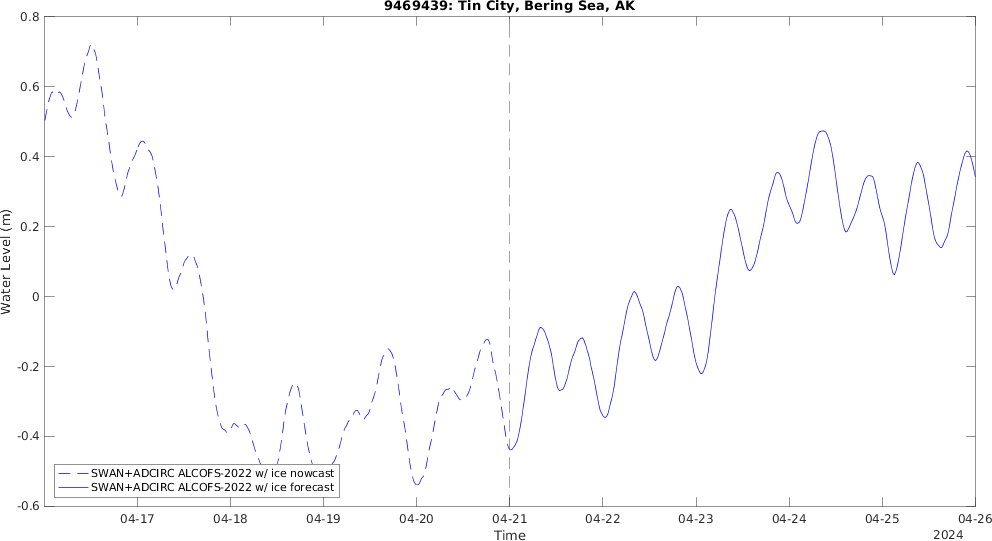 9469439: Tin City, Bering Sea, AK
0.8
0.6
0.4
0.2
0
-0.2
-0.4
-0.6
Water Level (m)
SWAN+ADCIRC ALCOFS-2022 w/ ice nowcast
SWAN+ADCIRC ALCOFS-2022 w/ ice forecast
04-17 04-18 04-19 04-20 04-21 04-22 04-23 04-24 04-25 04-26
Time
2024